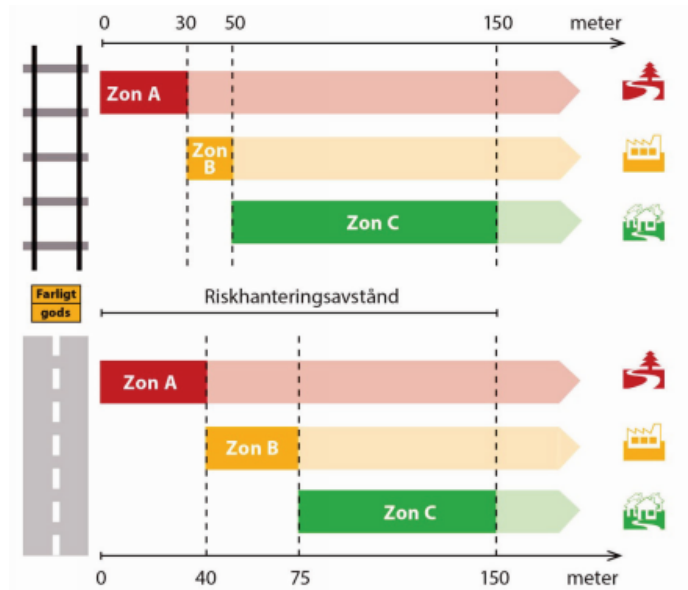 0 30 50 150 meter
Zon A
Zon
B
Zon C
Farligt
gods
Riskhanteringsavstånd
Zon A
Zon B
Zon C
0 40 75 150 meter